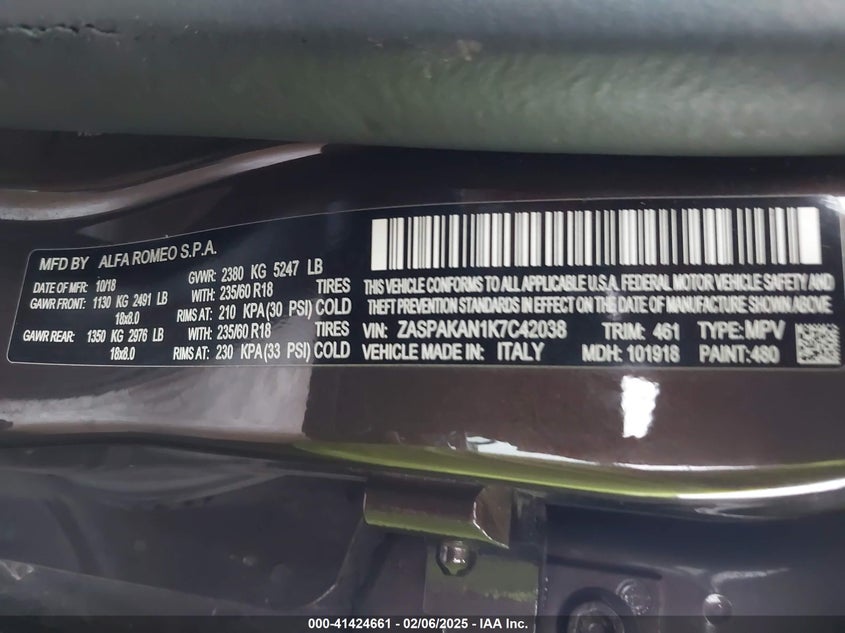 MFD BY ALFA ROMEO S.P.A.
DATE OF MFR: 10/18 GVWR: 2380 KG 5247 LB
GAWR FRONT: 1130 KG 2491 LB WITH: 235/60 R18 TIRES
18x8.0 RIMS AT: 210 KPA (30 PSI) COLD
GAWR REAR: 1350 KG 2976 LB WITH: 235/60 R18 TIRES
18x8.0 RIMS AT: 230 KPA (33 PSI) COLD
THIS VEHICLE CONFORMS TO ALL APPLICABLE U.S.A. FEDERAL MOTOR VEHICLE SAFETY AND
THEFT PREVENTION STANDARDS IN EFFECT ON THE DATE OF MANUFACTURE SHOWN ABOVE
VIN: ZASPAKAN1K7C42038 TRIM: 461 TYPE: MPV
VEHICLE MADE IN: ITALY MDH: 101918 PAINT: 480
000-41424661 - 02/06/2025 - IAA Inc.